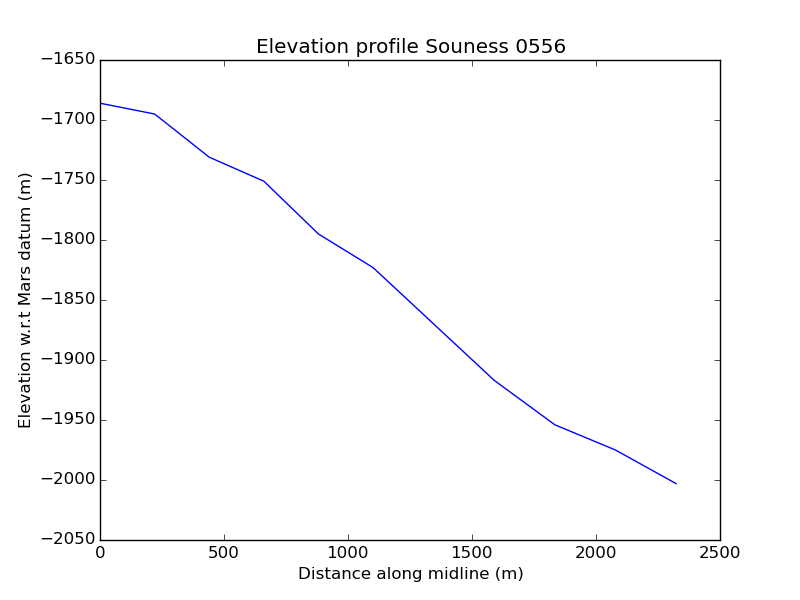 Elevation profile Souness 0556
−1650
−1700
−1750
−1800
−1850
−1900
−1950
−2000
−2050
Elevation w.r.t Mars datum (m)
0 500 1000 1500 2000 2500
Distance along midline (m)